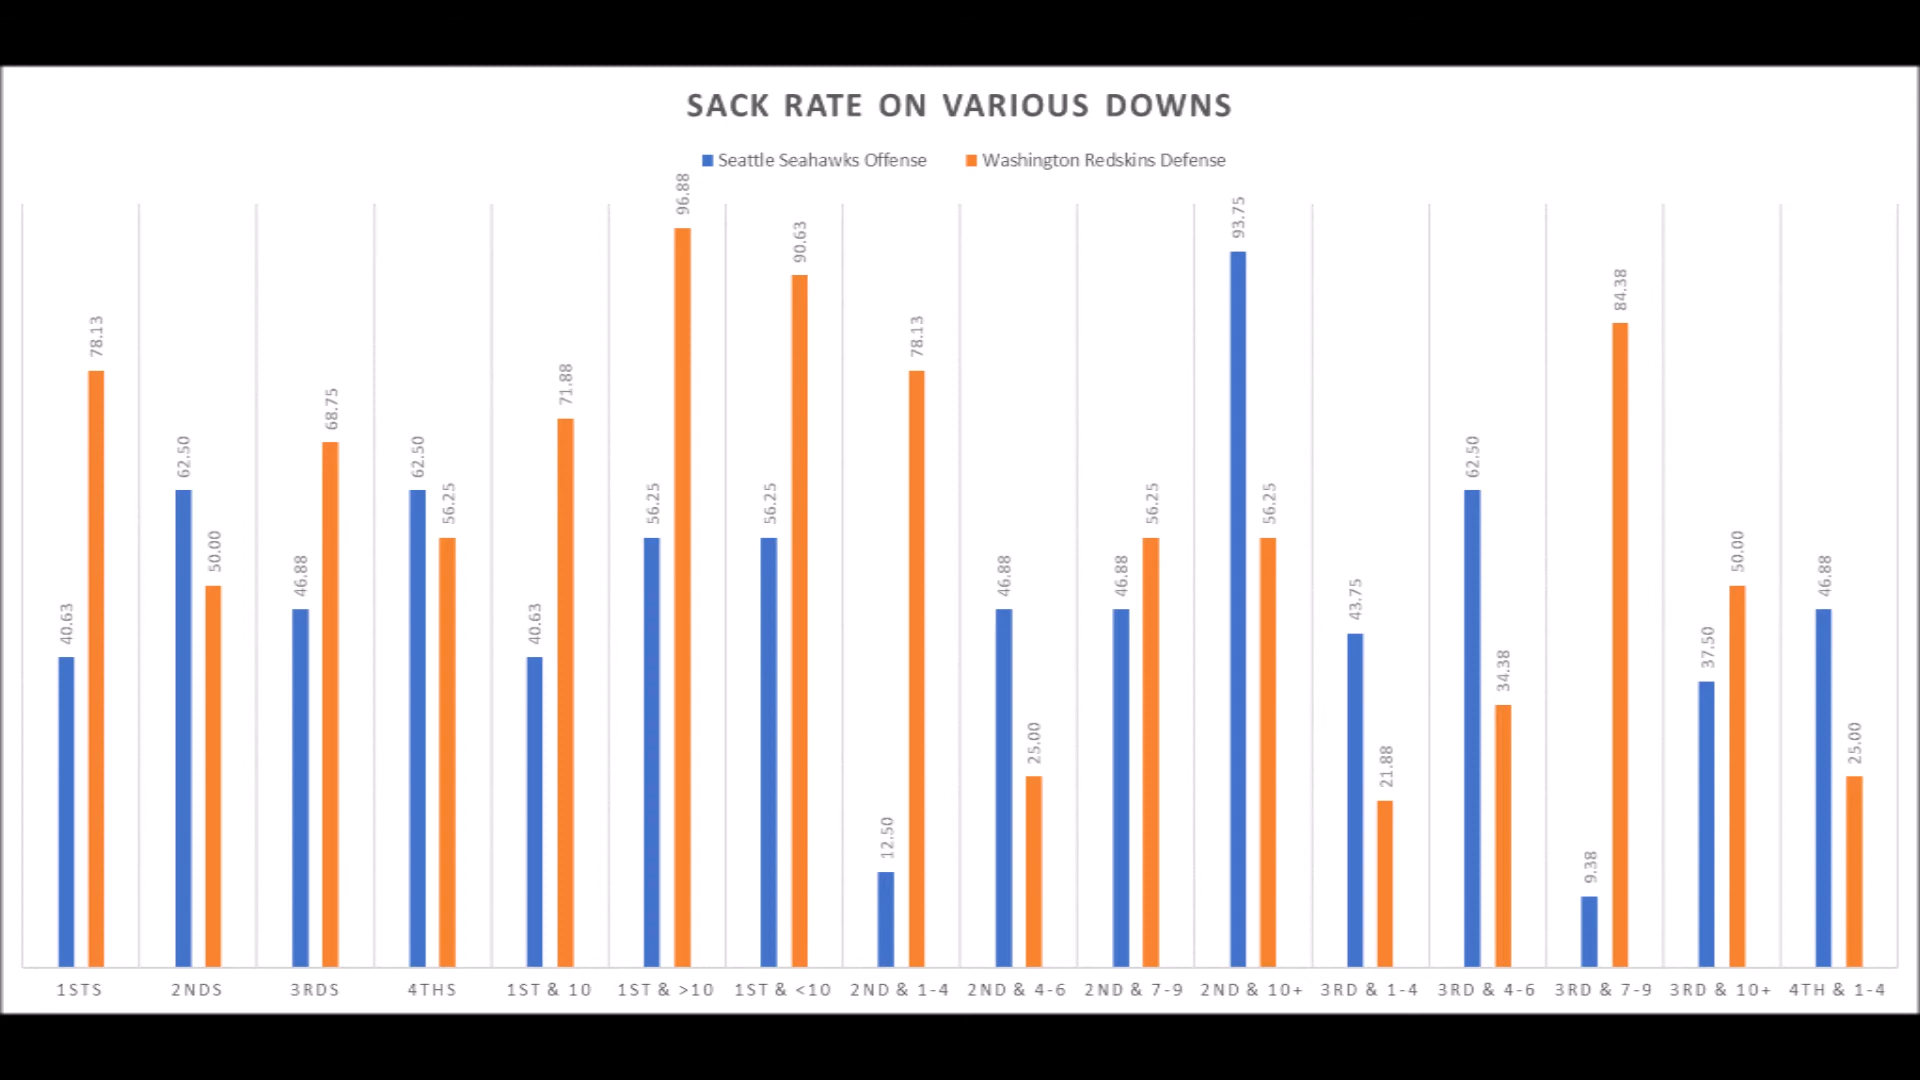 SACK RATE ON VARIOUS DOWNS
Seattle Seahawks Offense Washington Redskins Defense
40.63 78.13 62.50 50.00 46.88 68.75 62.50 56.25 40.63 71.88 56.25 96.88 56.25 90.63 12.50 78.13 46.88 25.00 46.88 56.25 93.75 56.25 43.75 21.88 62.50 34.38 9.38 84.38 37.50 50.00 46.88 25.00
1STS 2NDS 3RDS 4THS 1ST & 10 1ST & >10 1ST & <10 2ND & 1-4 2ND & 4-6 2ND & 7-9 2ND & 10+ 3RD & 1-4 3RD & 4-6 3RD & 7-9 3RD & 10+ 4TH & 1-4